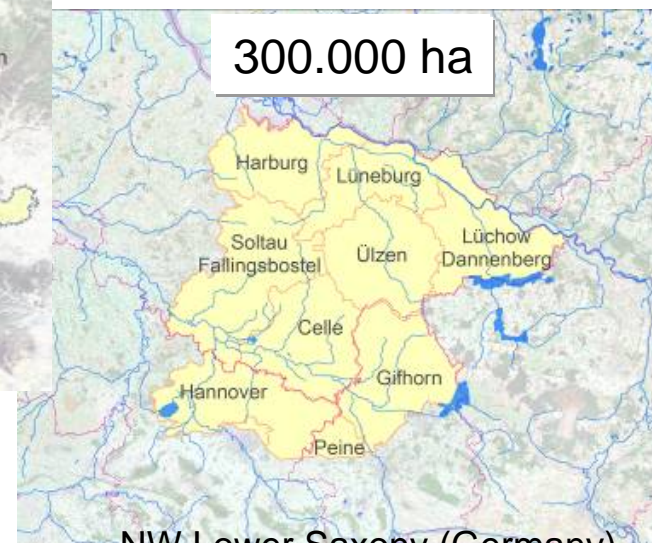 300.000 ha
Harburg
Lüneburg
Soltau
Fallingsbostel
Ülzen
Lüchow
Dannenberg
Celle
Gifhorn
Hannover
Peine
NW Lower Saxony (Germany)